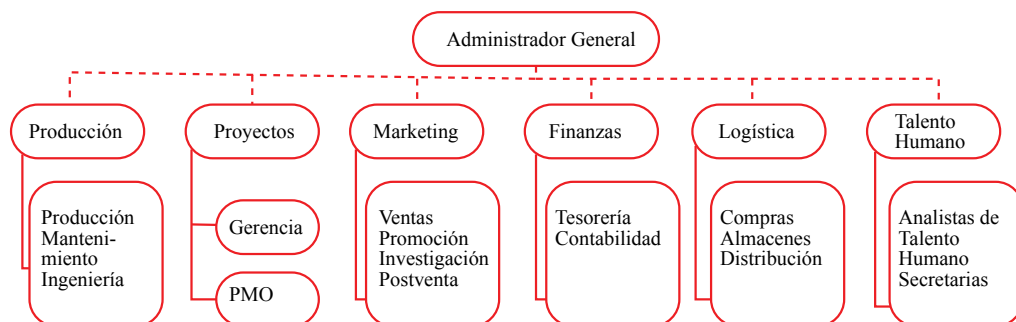 Administrador General
Producción
Proyectos
Marketing
Finanzas
Logística
Talento
Humano
Producción
Manteni-
miento
Ingeniería
Gerencia
PMO
Ventas
Promoción
Investigación
Postventa
Tesorería
Contabilidad
Compras
Almacenes
Distribución
Analistas de
Talento
Humano
Secretarias